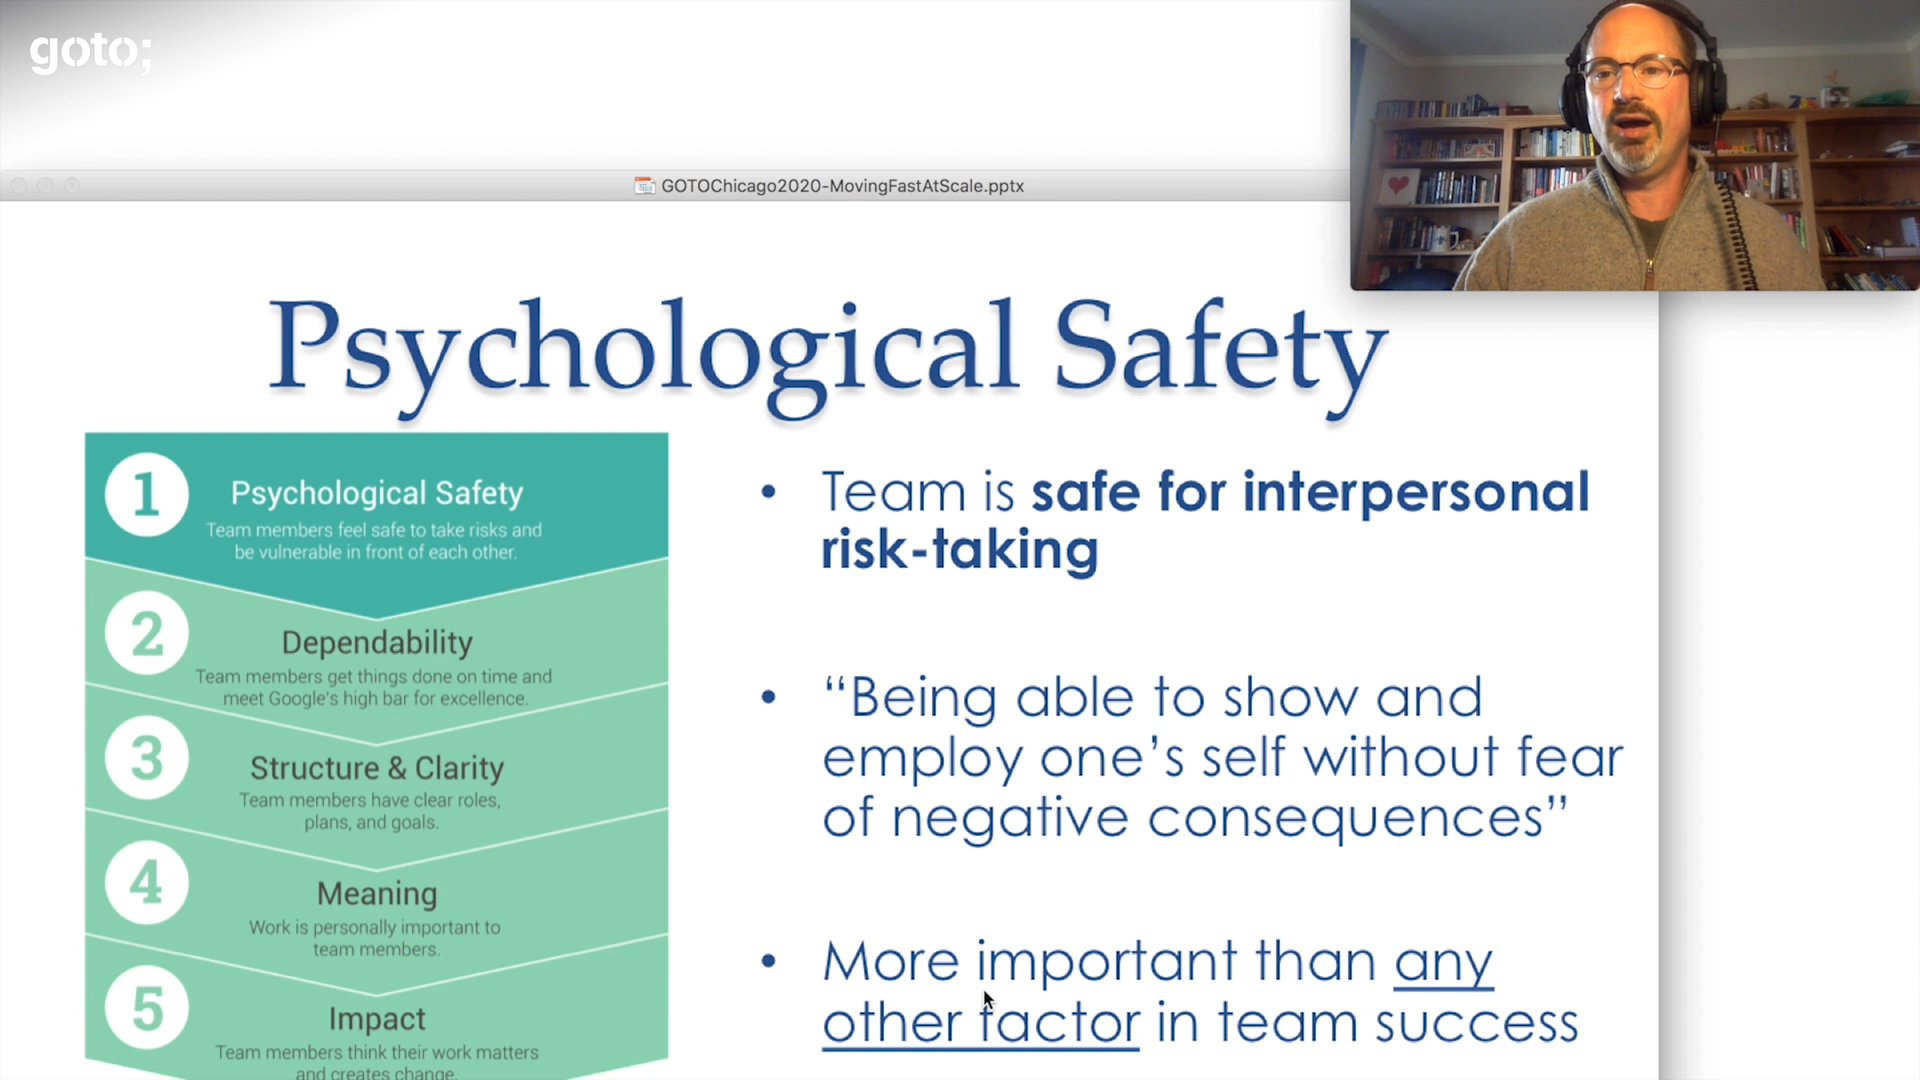 goto;
GOTOChicago2020-MovingFastAtScale.pptx
Psychological Safety
1
Psychological Safety
Team members feel safe to take risks and
be vulnerable in front of each other.
2
Dependability
Team members get things done on time and
meet Google's high bar for excellence.
3
Structure & Clarity
Team members have clear roles,
plans, and goals.
4
Meaning
Work is personally important to
team members.
5
Impact
Team members think their work matters
and creates change.
• Team is safe for interpersonal
risk-taking
• “Being able to show and
employ one’s self without fear
of negative consequences”
• More important than any
other factor in team success